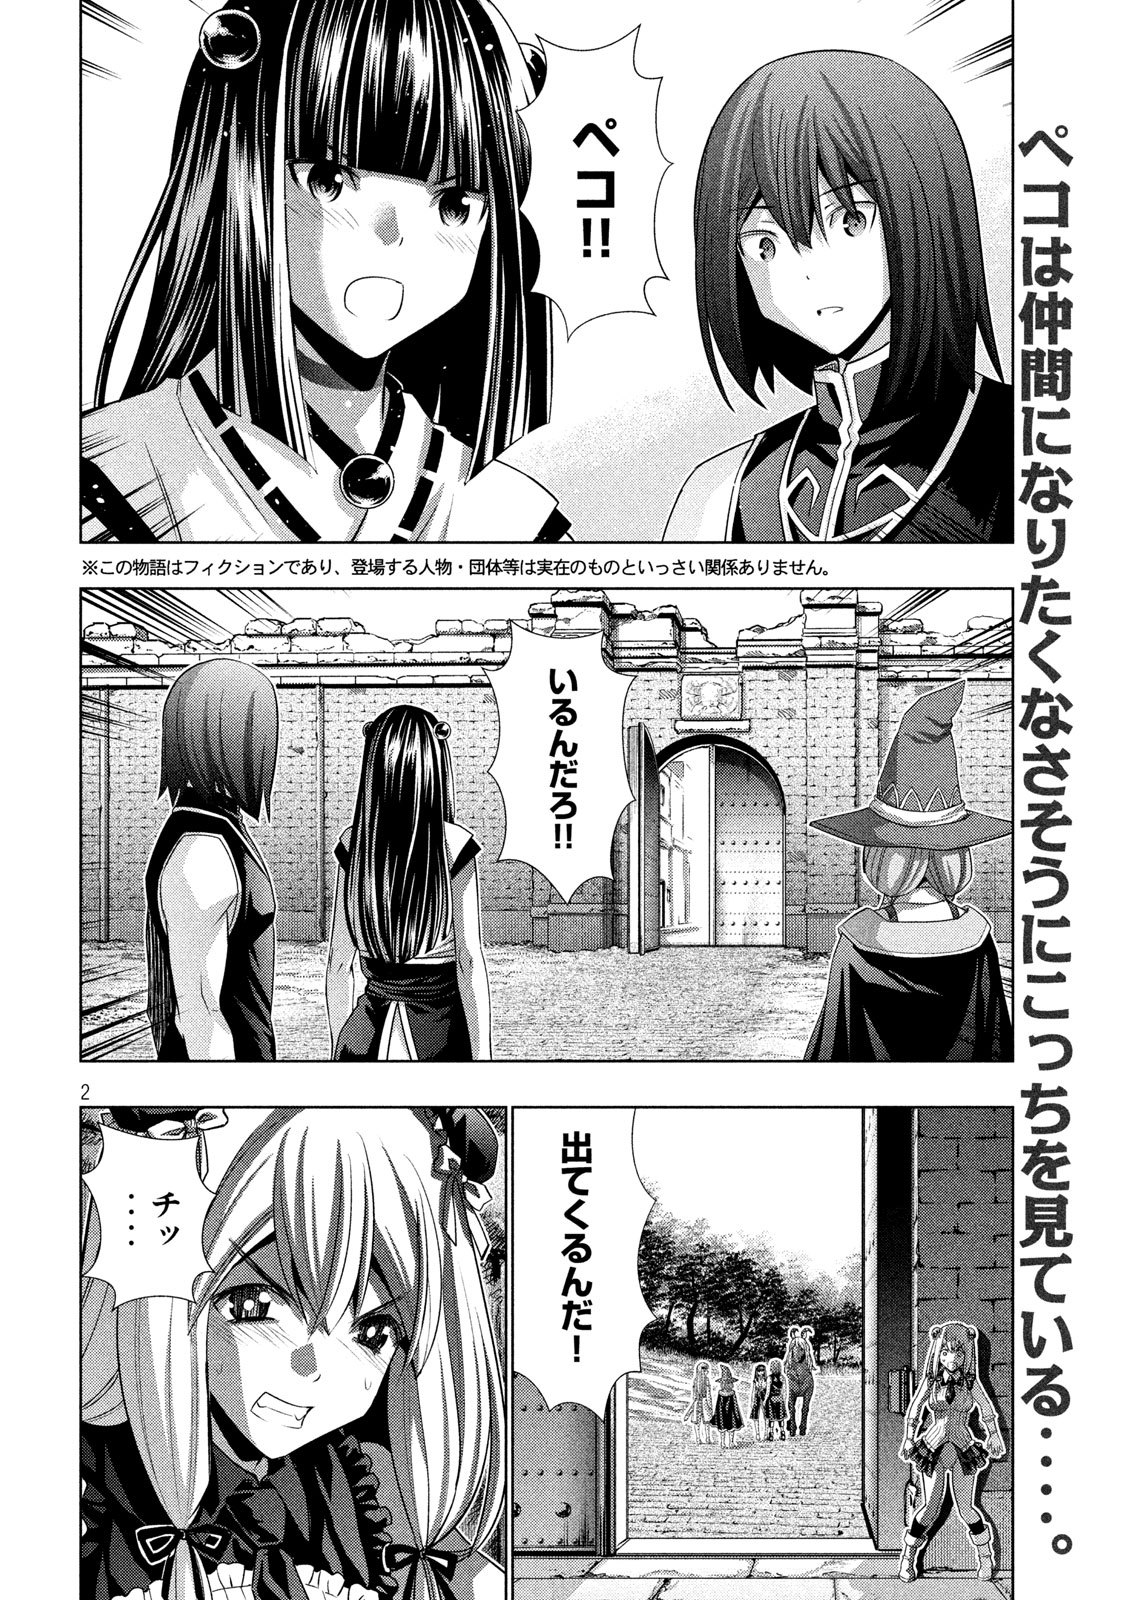 ペコは仲間になりたくなさそうにこっちを見ている‥‥‥。
ペコ!!
※この物語はフィクションであり、登場する人物・団体等は実在のものといっさい関係ありません。
いるんだろ!!
出てくるんだ！
チッ
‥‥
2